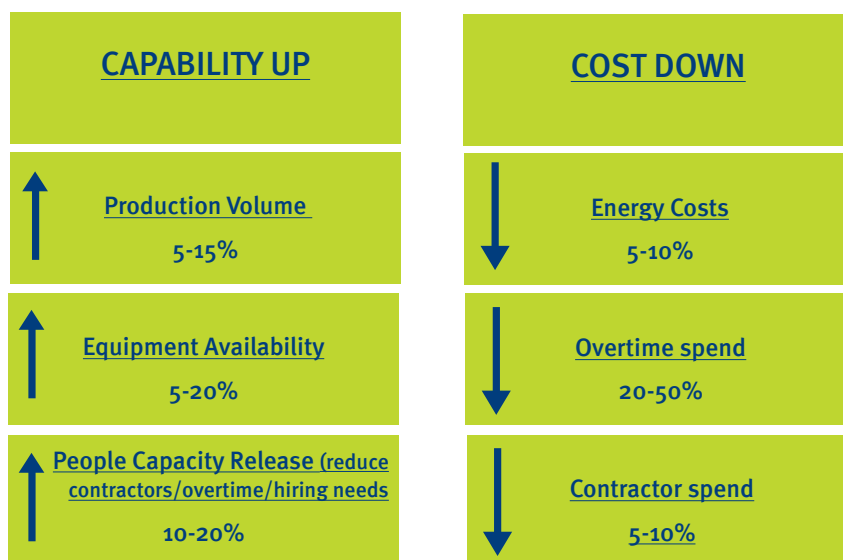 CAPABILITY UP
Production Volume
5-15%
Equipment Availability
5-20%
People Capacity Release (reduce
contractors/overtime/hiring needs
10-20%
COST DOWN
Energy Costs
5-10%
Overtime spend
20-50%
Contractor spend
5-10%